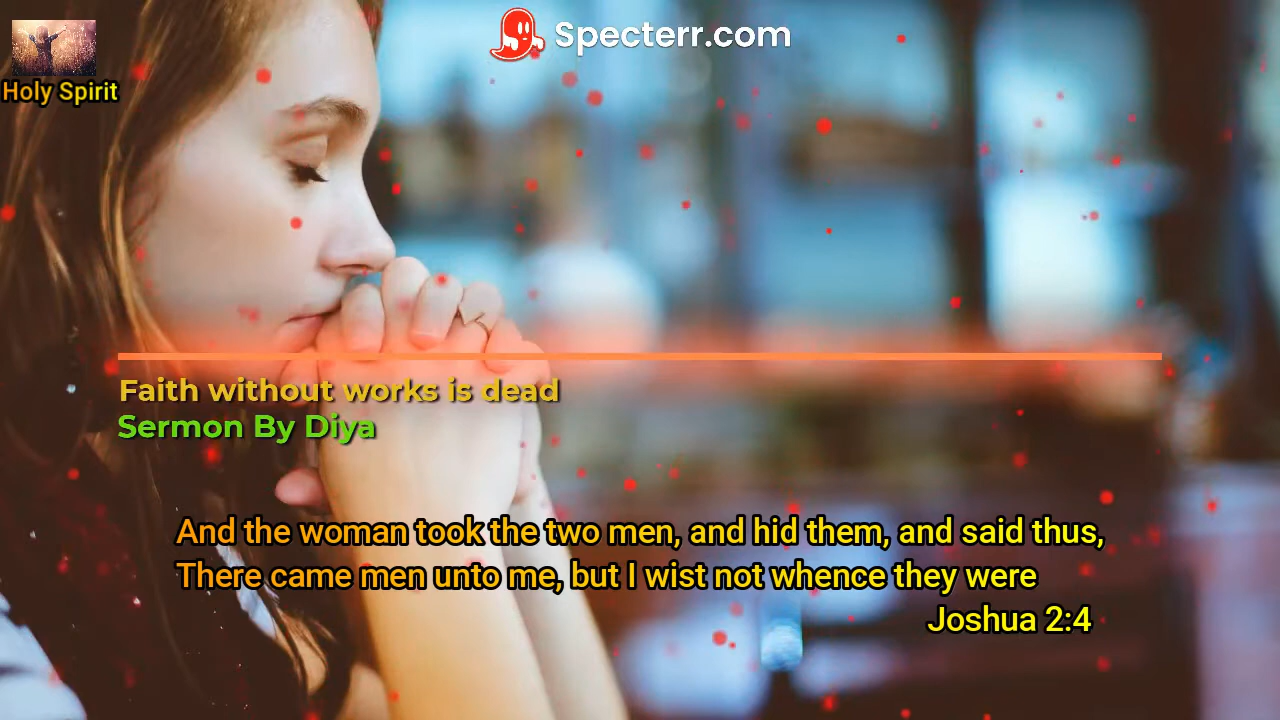 Specterr.com
Holy Spirit
Faith without works is dead
Sermon By Diya
And the woman took the two men, and hid them, and said thus,
There came men unto me, but I wist not whence they were
Joshua 2:4